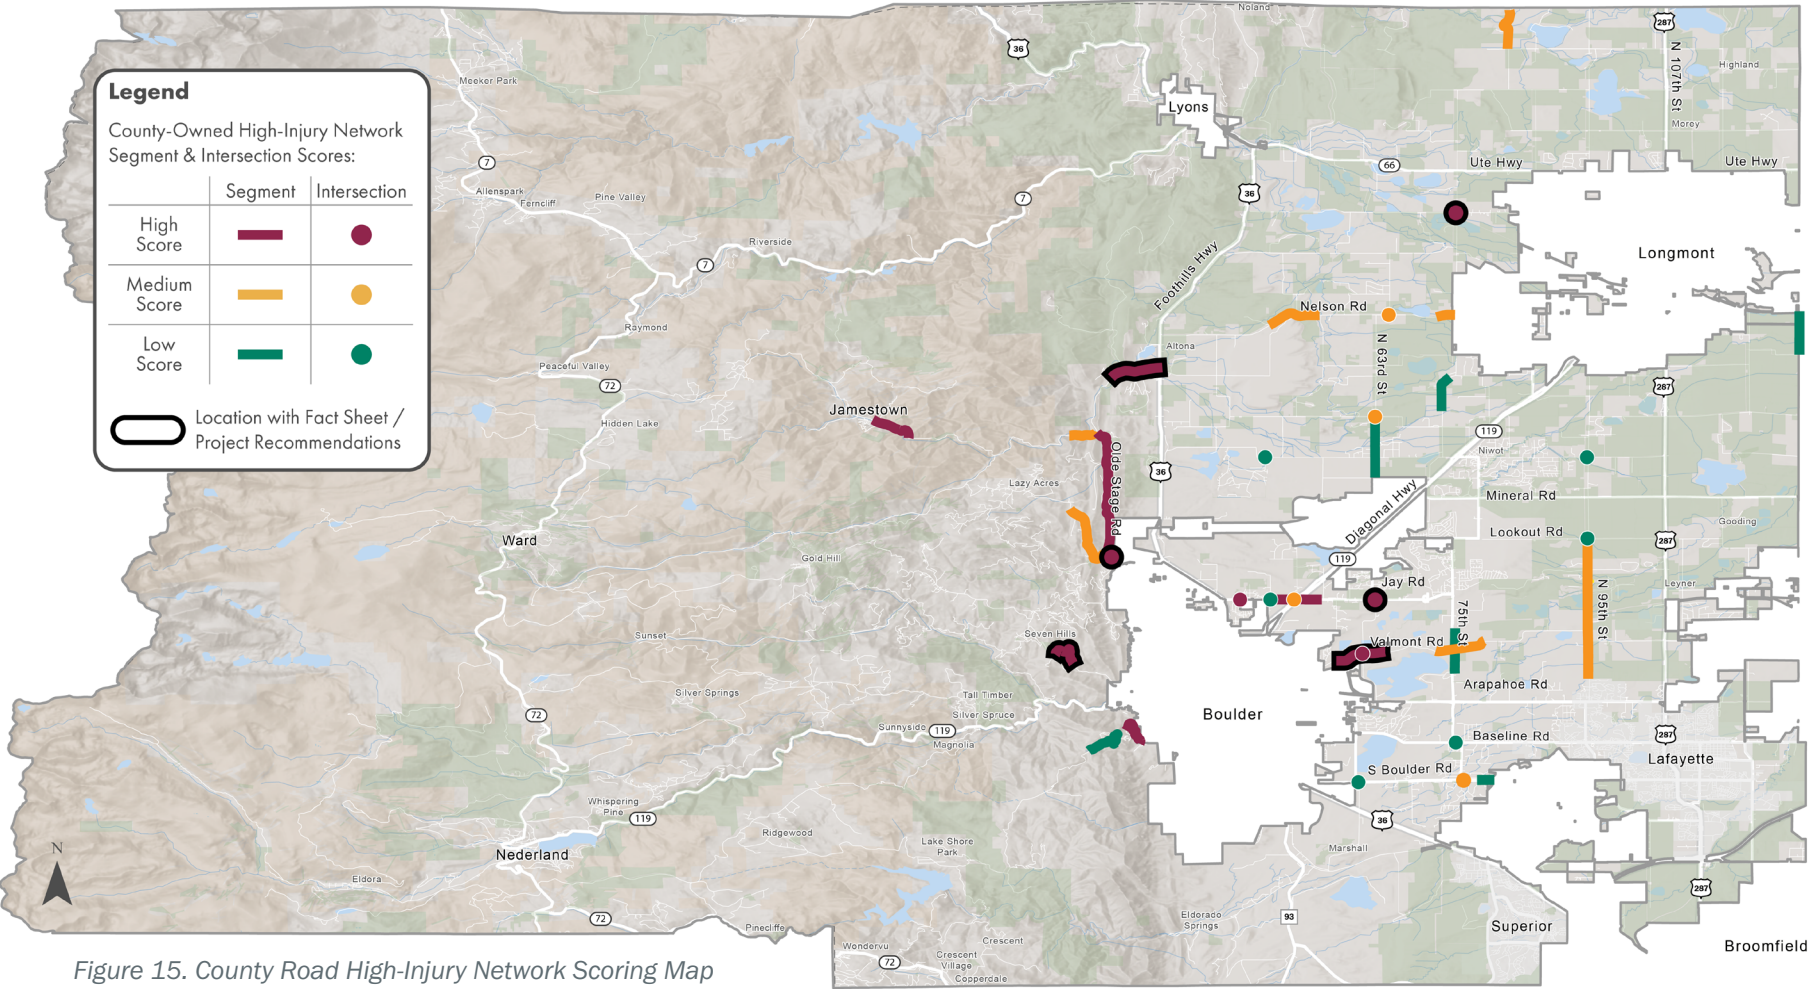 Legend
County-Owned High-Injury Network
Segment & Intersection Scores:
Segment
Intersection
High
Score
Medium
Score
Low
Score
Location with Fact Sheet /
Project Recommendations
Noland
36
287
N 107th St
Highland
Meeker Park
Lyons
Morey
7
66
Ute Hwy
Ute Hwy
Allenspark
Ferncliff
Pine Valley
7
36
Riverside
7
Foothills Hwy
Longmont
Nelson Rd
Raymond
N 63rd St
Altona
Peaceful Valley
72
287
Jamestown
Hidden Lake
119
Niwot
Olde Stage Rd
36
Lazy Acres
Mineral Rd
Diagonal Hwy
Gooding
Lookout Rd
Ward
287
Gold Hill
119
Jay Rd
Leyner
75th St
N 95th St
Sunset
Seven Hills
Valmont Rd
Arapahoe Rd
Silver Springs
Tall Timber
Silver Spruce
72
Boulder
Sunnyside
119
Magnolia
Baseline Rd
287
Lafayette
S Boulder Rd
Whispering
Pine
119
36
Ridgewood
Lake Shore
Park
Marshall
N
Nederland
Eldora
287
72
Eldorado
Springs
93
Pinecliffe
Superior
Crescent
Wondervu
Broomfield
Crescent
Village
72
Copperdale
Figure 15. County Road High-Injury Network Scoring Map